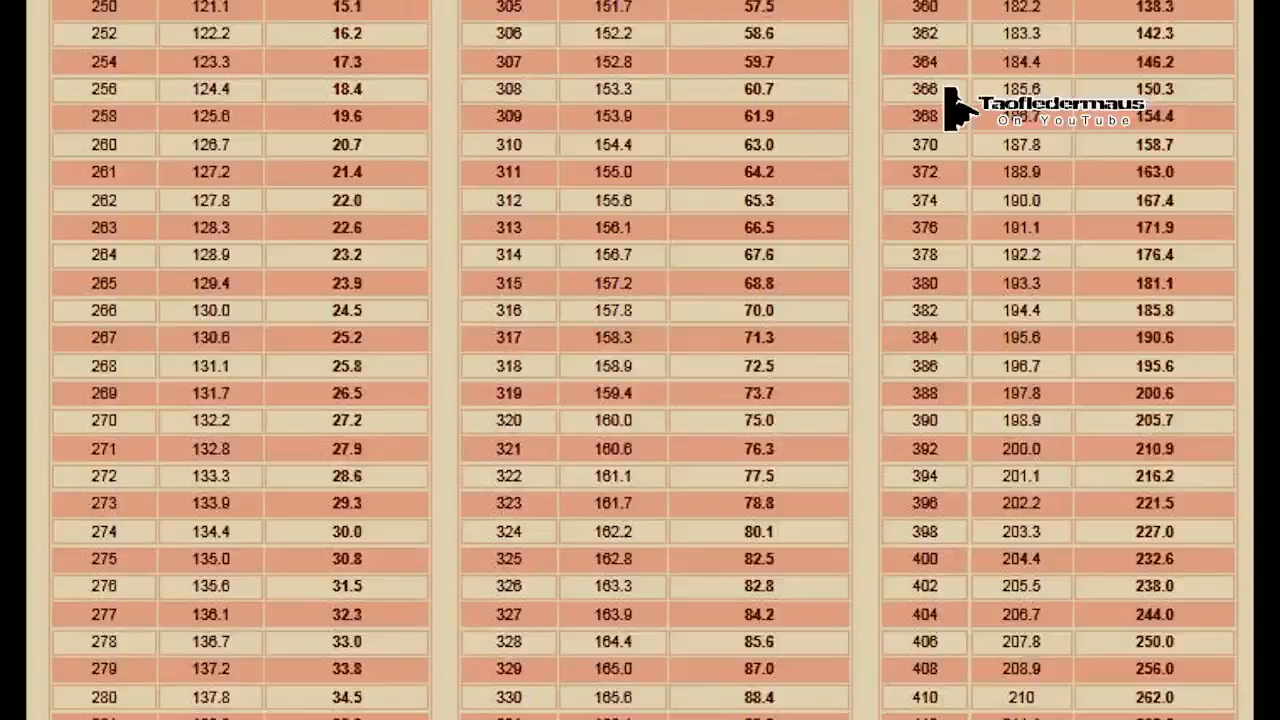 250 121.1 15.1 305 151.7 57.5 360 182.2 138.3
252 122.2 16.2 306 152.2 58.6 362 183.3 142.3
254 123.3 17.3 307 152.8 59.7 364 184.4 146.2
256 124.4 18.4 308 153.3 60.7 366 185.6 150.3
Taofledermaus
258 125.6 19.6 309 153.9 61.9 368 186.7 154.4
On YouTube
260 126.7 20.7 310 154.4 63.0 370 187.8 158.7
261 127.2 21.4 311 155.0 64.2 372 188.9 163.0
262 127.8 22.0 312 155.6 65.3 374 190.0 167.4
263 128.3 22.6 313 156.1 66.5 376 191.1 171.9
264 128.9 23.2 314 156.7 67.6 378 192.2 176.4
265 129.4 23.9 315 157.2 68.8 380 193.3 181.1
266 130.0 24.5 316 157.8 70.0 382 194.4 185.8
267 130.6 25.2 317 158.3 71.3 384 195.6 190.6
268 131.1 25.8 318 158.9 72.5 386 196.7 195.6
269 131.7 26.5 319 159.4 73.7 388 197.8 200.6
270 132.2 27.2 320 160.0 75.0 390 198.9 205.7
271 132.8 27.9 321 160.6 76.3 392 200.0 210.9
272 133.3 28.6 322 161.1 77.5 394 201.1 216.2
273 133.9 29.3 323 161.7 78.8 396 202.2 221.5
274 134.4 30.0 324 162.2 80.1 398 203.3 227.0
275 135.0 30.8 325 162.8 82.5 400 204.4 232.6
276 135.6 31.5 326 163.3 82.8 402 205.5 238.0
277 136.1 32.3 327 163.9 84.2 404 206.7 244.0
278 136.7 33.0 328 164.4 85.6 406 207.8 250.0
279 137.2 33.8 329 165.0 87.0 408 208.9 256.0
280 137.8 34.5 330 165.6 88.4 410 210 262.0